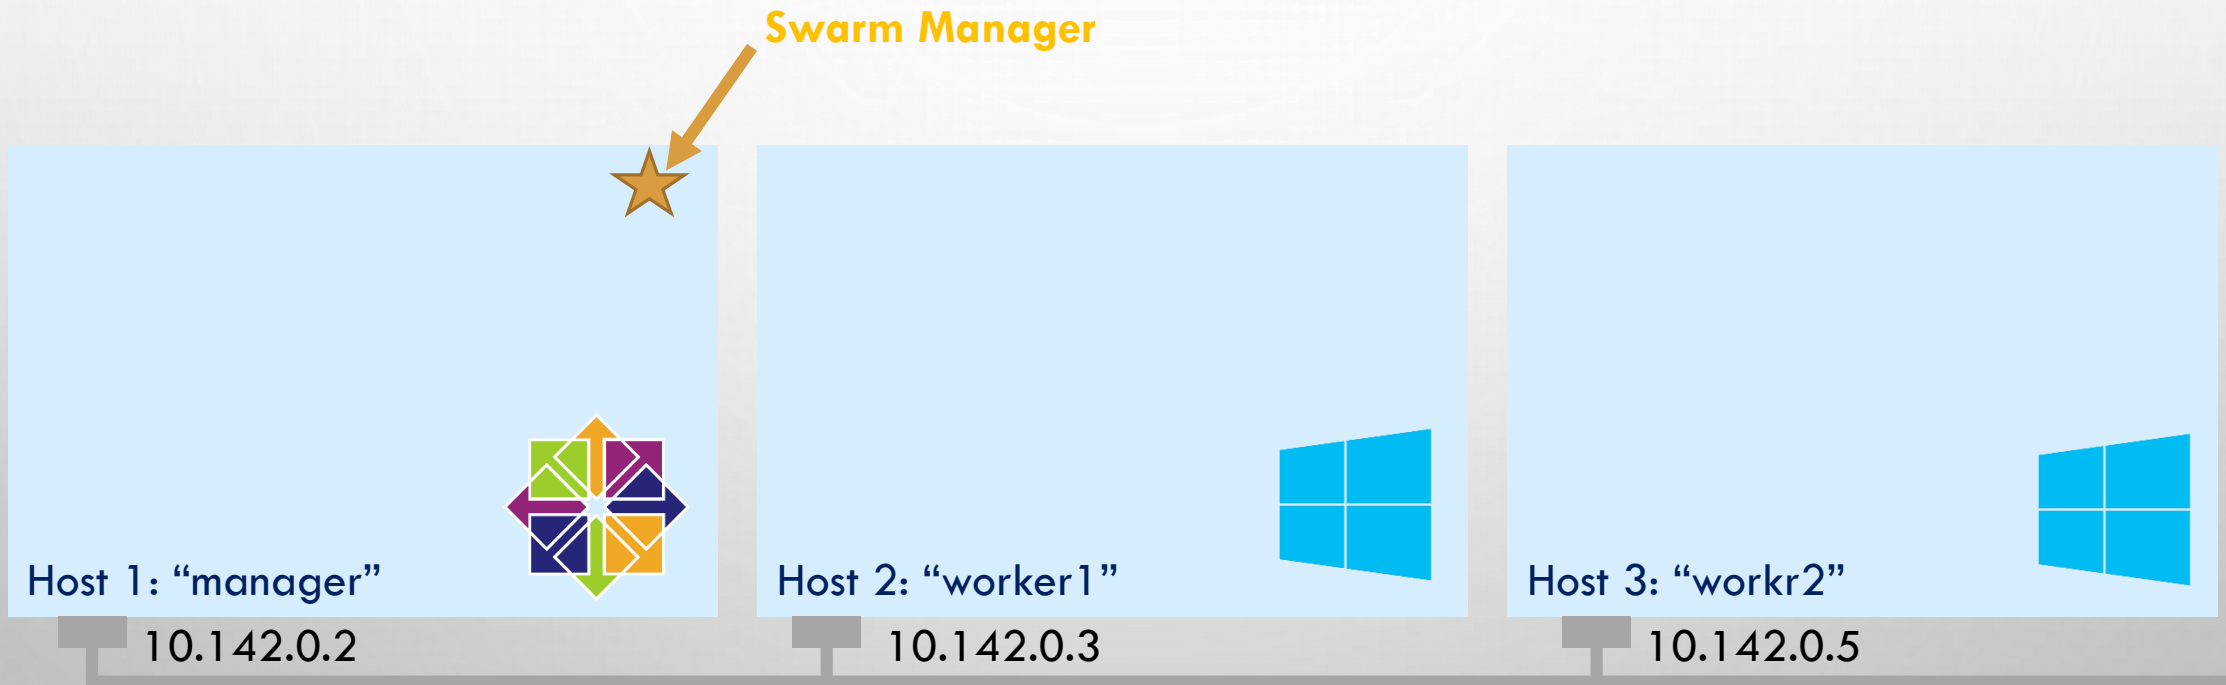 Swarm Manager
Host 1: “manager”
Host 2: “worker1”
Host 3: “workr2”
10.142.0.2
10.142.0.3
10.142.0.5